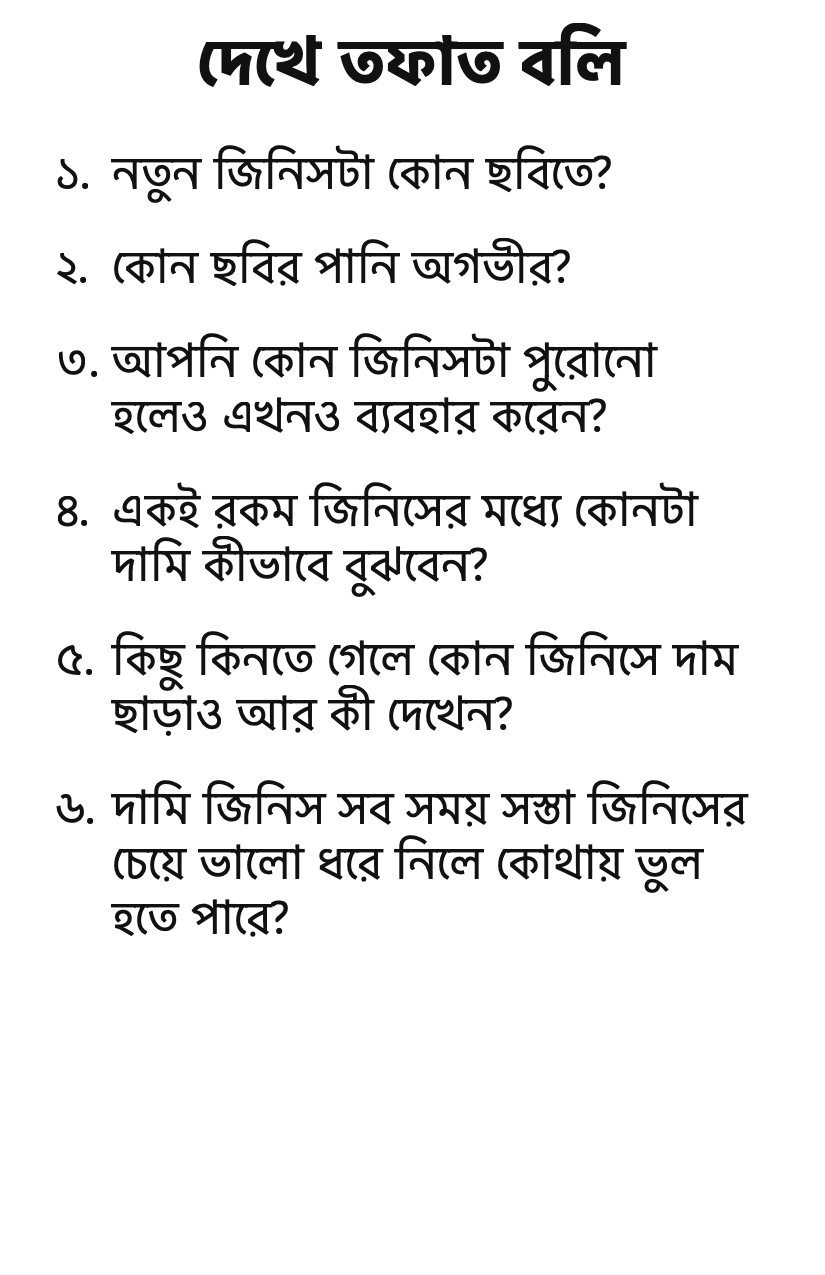 দেখে তফাত বলি
১. নতুন জিনিসটা কোন ছবিতে?
২. কোন ছবির পানি অগভীর?
৩. আপনি কোন জিনিসটা পুরোনো
হলেও এখনও ব্যবহার করেন?
৪. একই রকম জিনিসের মধ্যে কোনটা
দামি কীভাবে বুঝবেন?
৫. কিছু কিনতে গেলে কোন জিনিসে দাম
ছাড়াও আর কী দেখেন?
৬. দামি জিনিস সব সময় সস্তা জিনিসের
চেয়ে ভালো ধরে নিলে কোথায় ভুল
হতে পারে?